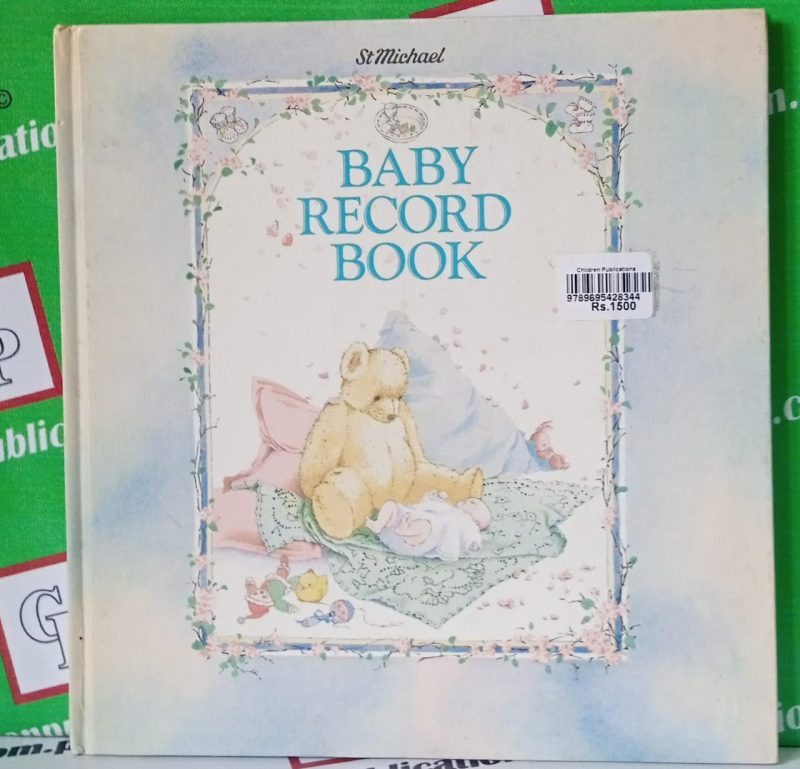 St Michael
BABY
RECORD
BOOK
Children Publications
9789695428344
Rs.1500
©